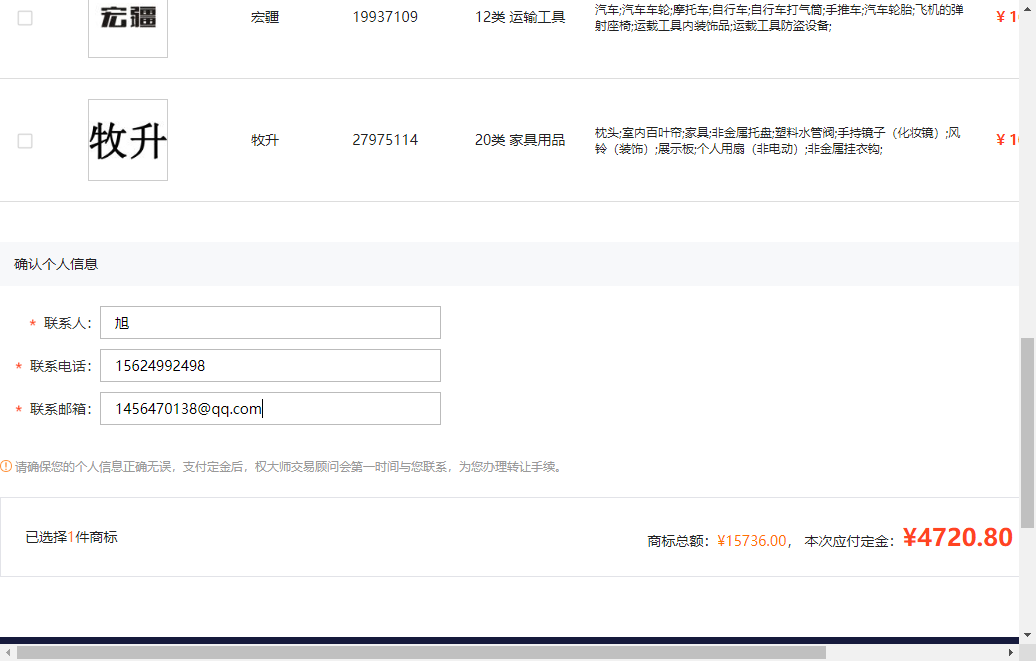 宏疆 宏疆 19937109 12类 运输工具 汽车;汽车车轮;摩托车;自行车;自行车打气筒;手推车;汽车轮胎;飞机的弹 ¥ 1
射座椅;运载工具内装饰品;运载工具防盗设备;
牧升 牧升 27975114 20类 家具用品 枕头;室内百叶帘;家具;非金属托盘;塑料水管阀;手持镜子（化妆镜）;风 ¥ 1
铃（装饰）;展示板;个人用扇（非电动）;非金属挂衣钩;
确认个人信息
* 联系人： 旭
* 联系电话： 15624992498
* 联系邮箱： 1456470138@qq.com
请确保您的个人信息正确无误，支付定金后，权大师交易顾问会第一时间与您联系，为您办理转让手续。
已选择1件商标 商标总额：¥15736.00， 本次应付定金：¥4720.80